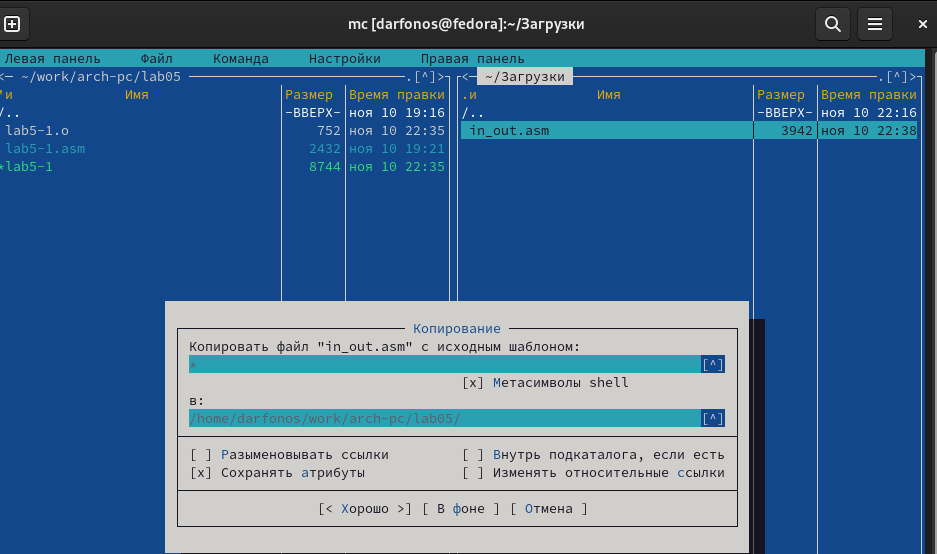 mc [darfonos@fedora]:~/Загрузки
Левая панель Файл Команда Настройки Правая панель
<─ ~/work/arch-pc/lab05 .[^]> <─ ~/Загрузки .[^]>
'и Имя Размер Время правки .и Имя Размер Время правки
/.. -ВВЕРХ- ноя 10 19:16 /.. -ВВЕРХ- ноя 10 22:16
lab5-1.o 752 ноя 10 22:35 in_out.asm 3942 ноя 10 22:38
lab5-1.asm 2432 ноя 10 19:21
*lab5-1 8744 ноя 10 22:35
Копирование
Копировать файл "in_out.asm" с исходным шаблоном:
* [^]
[x] Метасимволы shell
в:
/home/darfonos/work/arch-pc/lab05/ [^]
[ ] Разыменовывать ссылки [ ] Внутрь подкаталога, если есть
[x] Сохранять атрибуты [ ] Изменять относительные ссылки
[< Хорошо >] [ В фоне ] [ Отмена ]